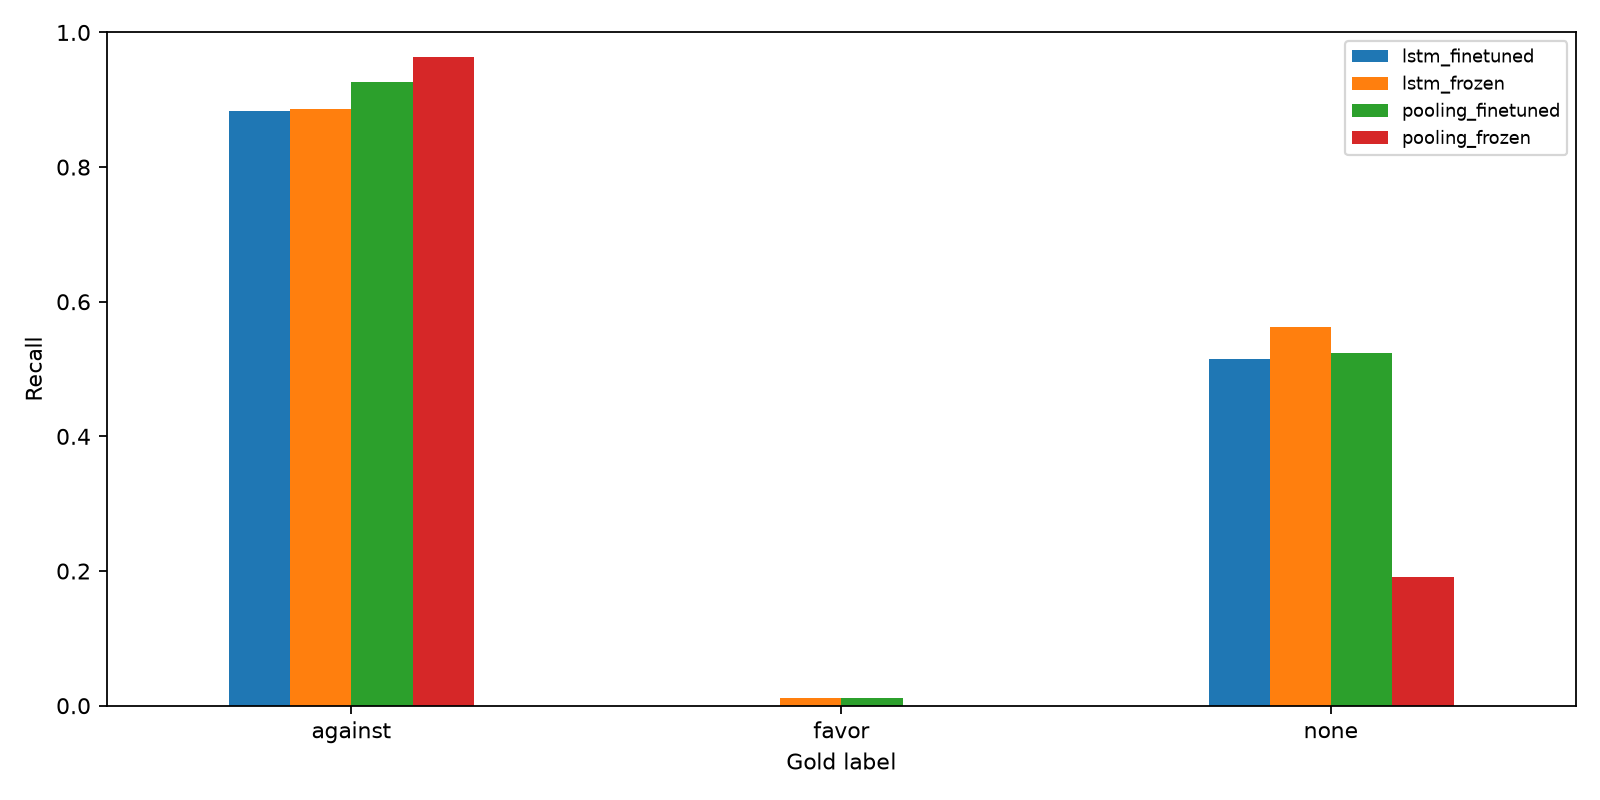 1.0
0.8
0.6
0.4
0.2
0.0
Recall
against
favor
none
Gold label
lstm_finetuned
lstm_frozen
pooling_finetuned
pooling_frozen